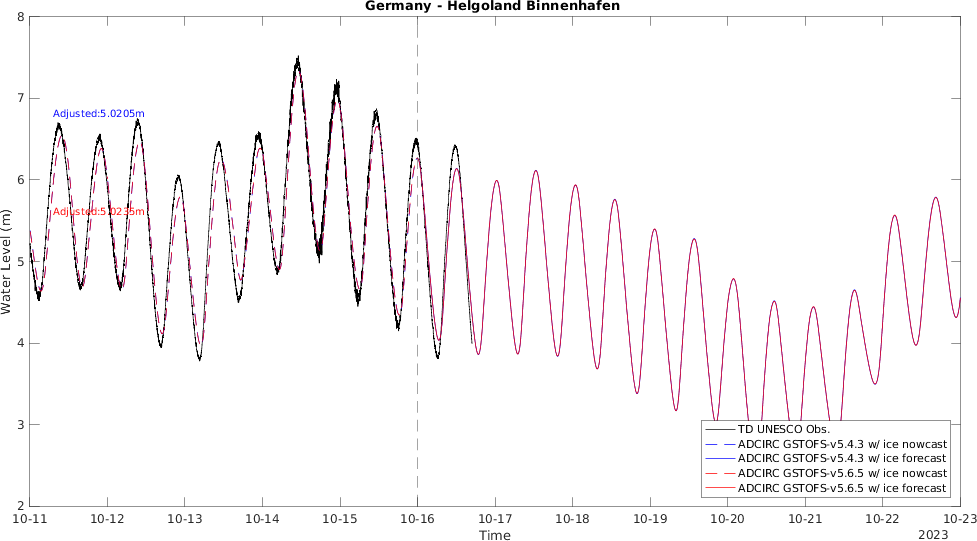 Germany - Helgoland Binnenhafen
8
7
6
5
4
3
2
Water Level (m)
Adjusted:5.0205m
Adjusted:5.0235m
TD UNESCO Obs.
ADCIRC GSTOFS-v5.4.3 w/ ice nowcast
ADCIRC GSTOFS-v5.4.3 w/ ice forecast
ADCIRC GSTOFS-v5.6.5 w/ ice nowcast
ADCIRC GSTOFS-v5.6.5 w/ ice forecast
10-11 10-12 10-13 10-14 10-15 10-16 10-17 10-18 10-19 10-20 10-21 10-22 10-23
Time
2023